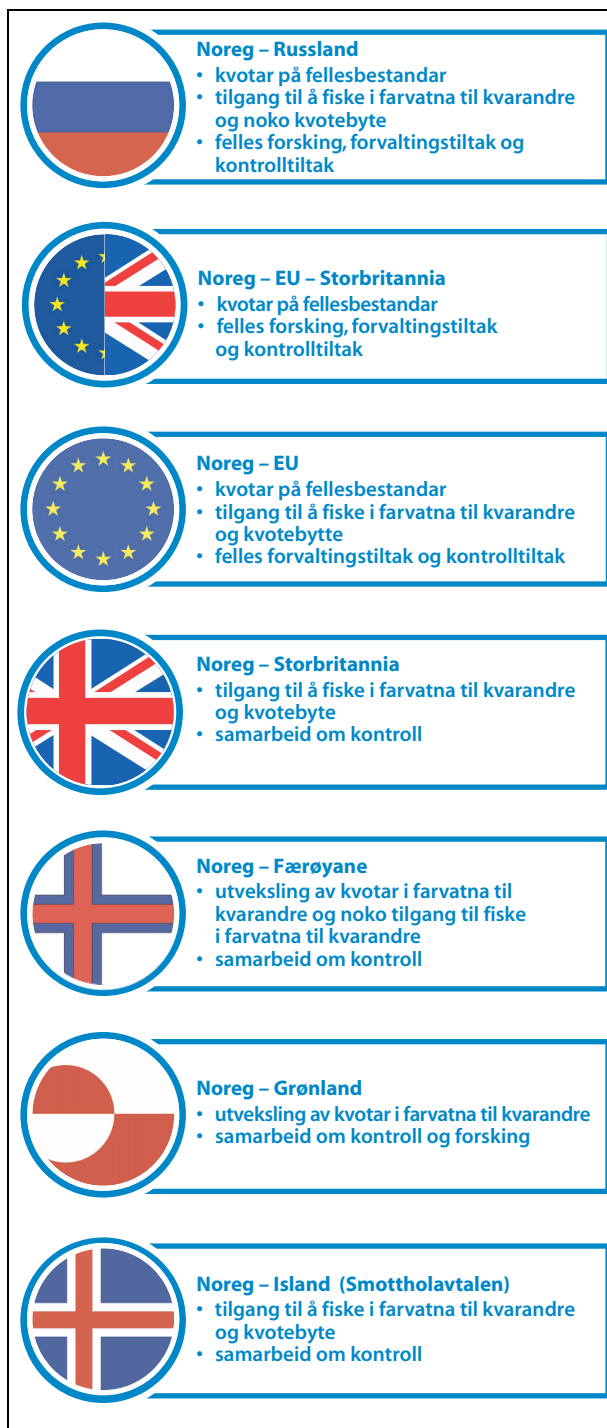 Noreg – Russland
• kvotar på fellesbestandar
• tilgang til å fiske i farvatna til kvarandre
og noko kvotebyte
• felles forsking, forvaltingstiltak og
kontrolltiltak
Noreg – EU – Storbritannia
• kvotar på fellesbestandar
• felles forsking, forvaltingstiltak
og kontrolltiltak
Noreg – EU
• kvotar på fellesbestandar
• tilgang til å fiske i farvatna til kvarandre
og kvotebytte
• felles forvaltingstiltak og kontrolltiltak
Noreg – Storbritannia
• tilgang til å fiske i farvatna til kvarandre
og kvotebyte
• samarbeid om kontroll
Noreg – Færøyane
• utveksling av kvotar i farvatna til
kvarandre og noko tilgang til fiske
i farvatna til kvarandre
• samarbeid om kontroll
Noreg – Grønland
• utveksling av kvotar i farvatna til kvarandre
• samarbeid om kontroll og forsking
Noreg – Island (Smottholavtalen)
• tilgang til å fiske i farvatna til kvarandre
og kvotebyte
• samarbeid om kontroll